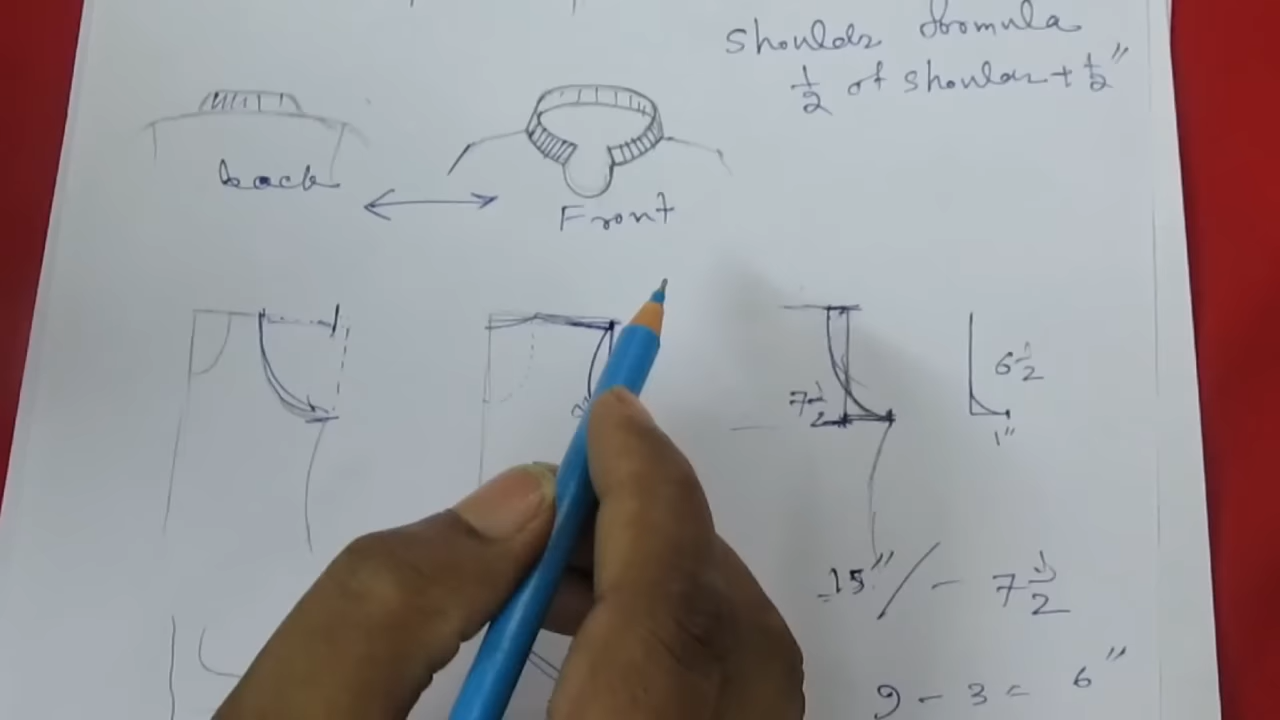 Shoulder formula
1/2 of shoulder + 1/2"
back
Front
7 1/2
6 1/2
1"
15" / - 7 1/2
9 - 3 = 6"